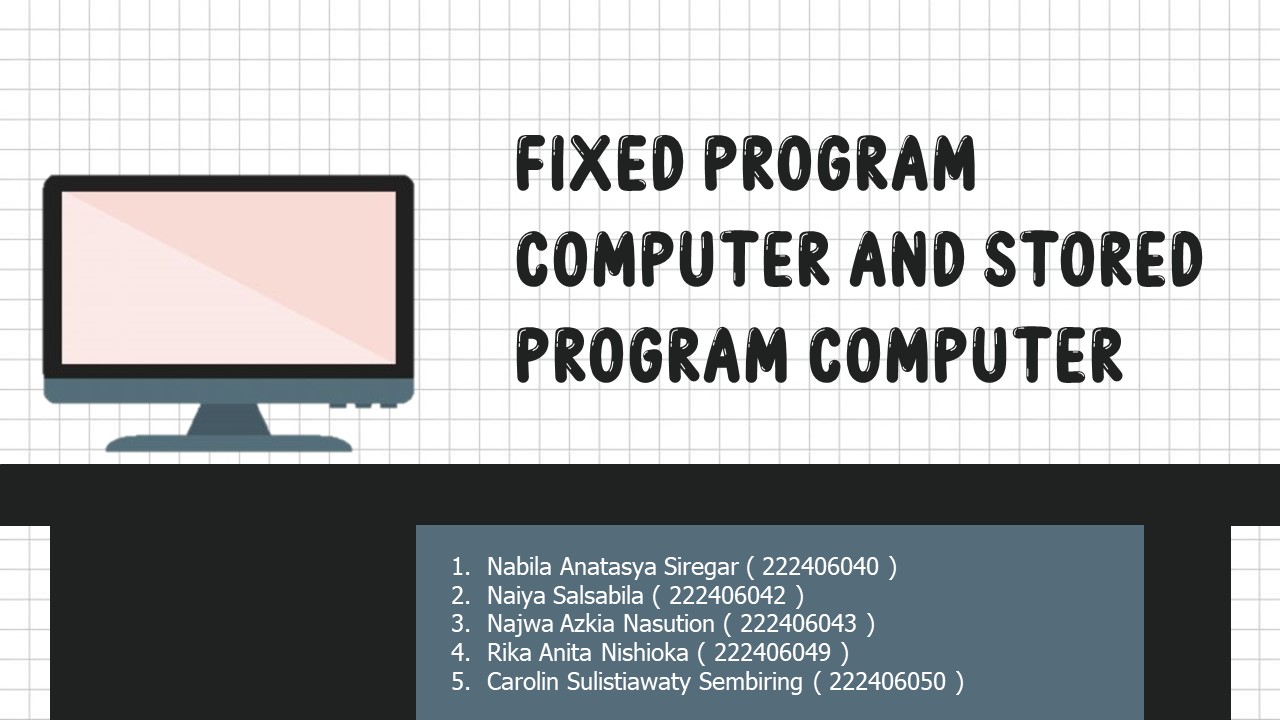 FIXED PROGRAM
COMPUTER AND STORED
PROGRAM COMPUTER
1. Nabila Anatasya Siregar ( 222406040 )
2. Naiya Salsabila ( 222406042 )
3. Najwa Azkia Nasution ( 222406043 )
4. Rika Anita Nishioka ( 222406049 )
5. Carolin Sulistiawaty Sembiring ( 222406050 )